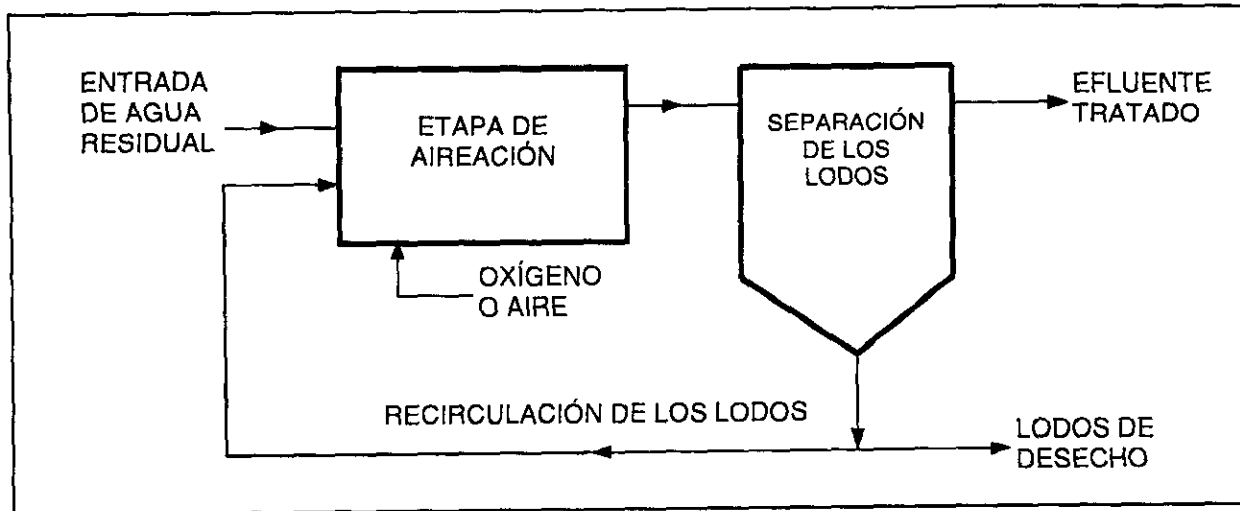 ENTRADA
DE AGUA
RESIDUAL
ETAPA DE
AIREACIÓN
OXÍGENO
O AIRE
SEPARACIÓN
DE LOS
LODOS
EFLUENTE
TRATADO
RECIRCULACIÓN DE LOS LODOS
LODOS DE
DESECHO